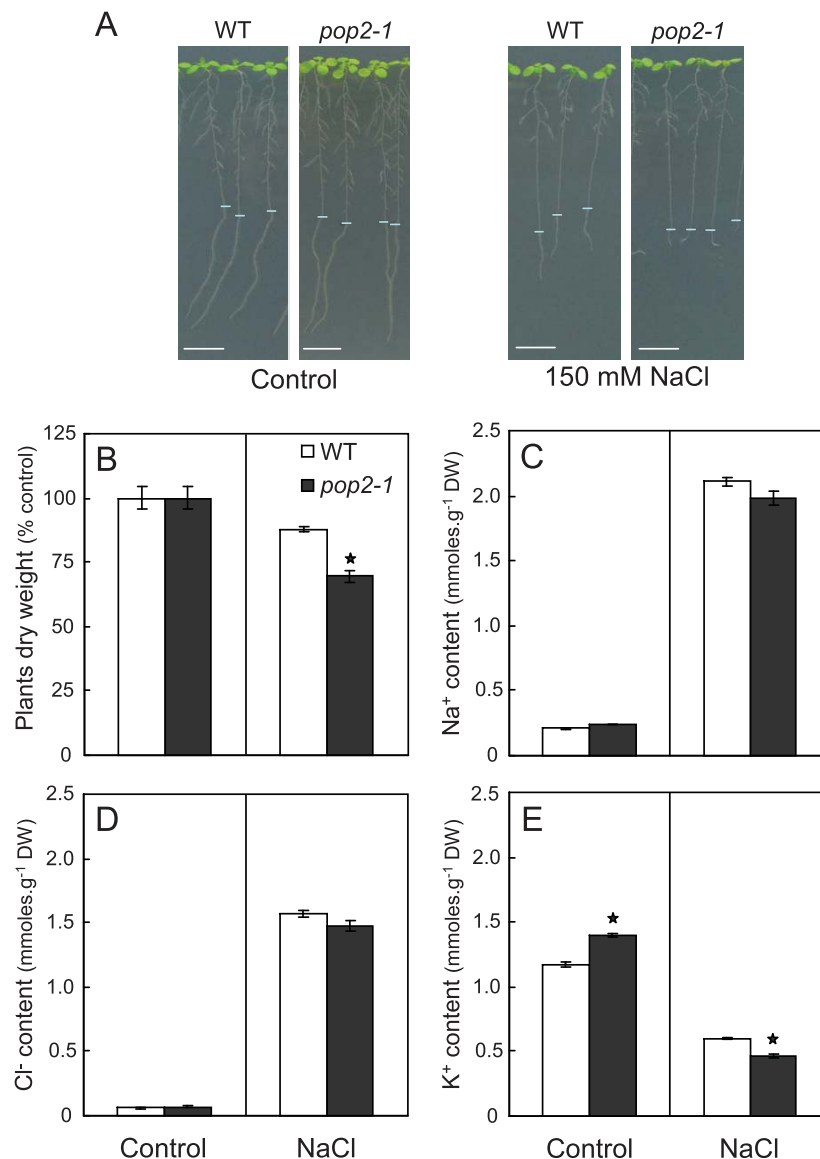 A
WT pop2-1 WT pop2-1
Control 150 mM NaCl
B
Plants dry weight (% control)
125
100
75
50
25
0
WT
pop2-1
C
Na⁺ content (mmoles.g⁻¹ DW)
2.5
2.0
1.5
1.0
0.5
0
D
Cl⁻ content (mmoles.g⁻¹ DW)
2.5
2.0
1.5
1.0
0.5
0
Control NaCl
E
K⁺ content (mmoles.g⁻¹ DW)
2.5
2.0
1.5
1.0
0.5
0
Control NaCl